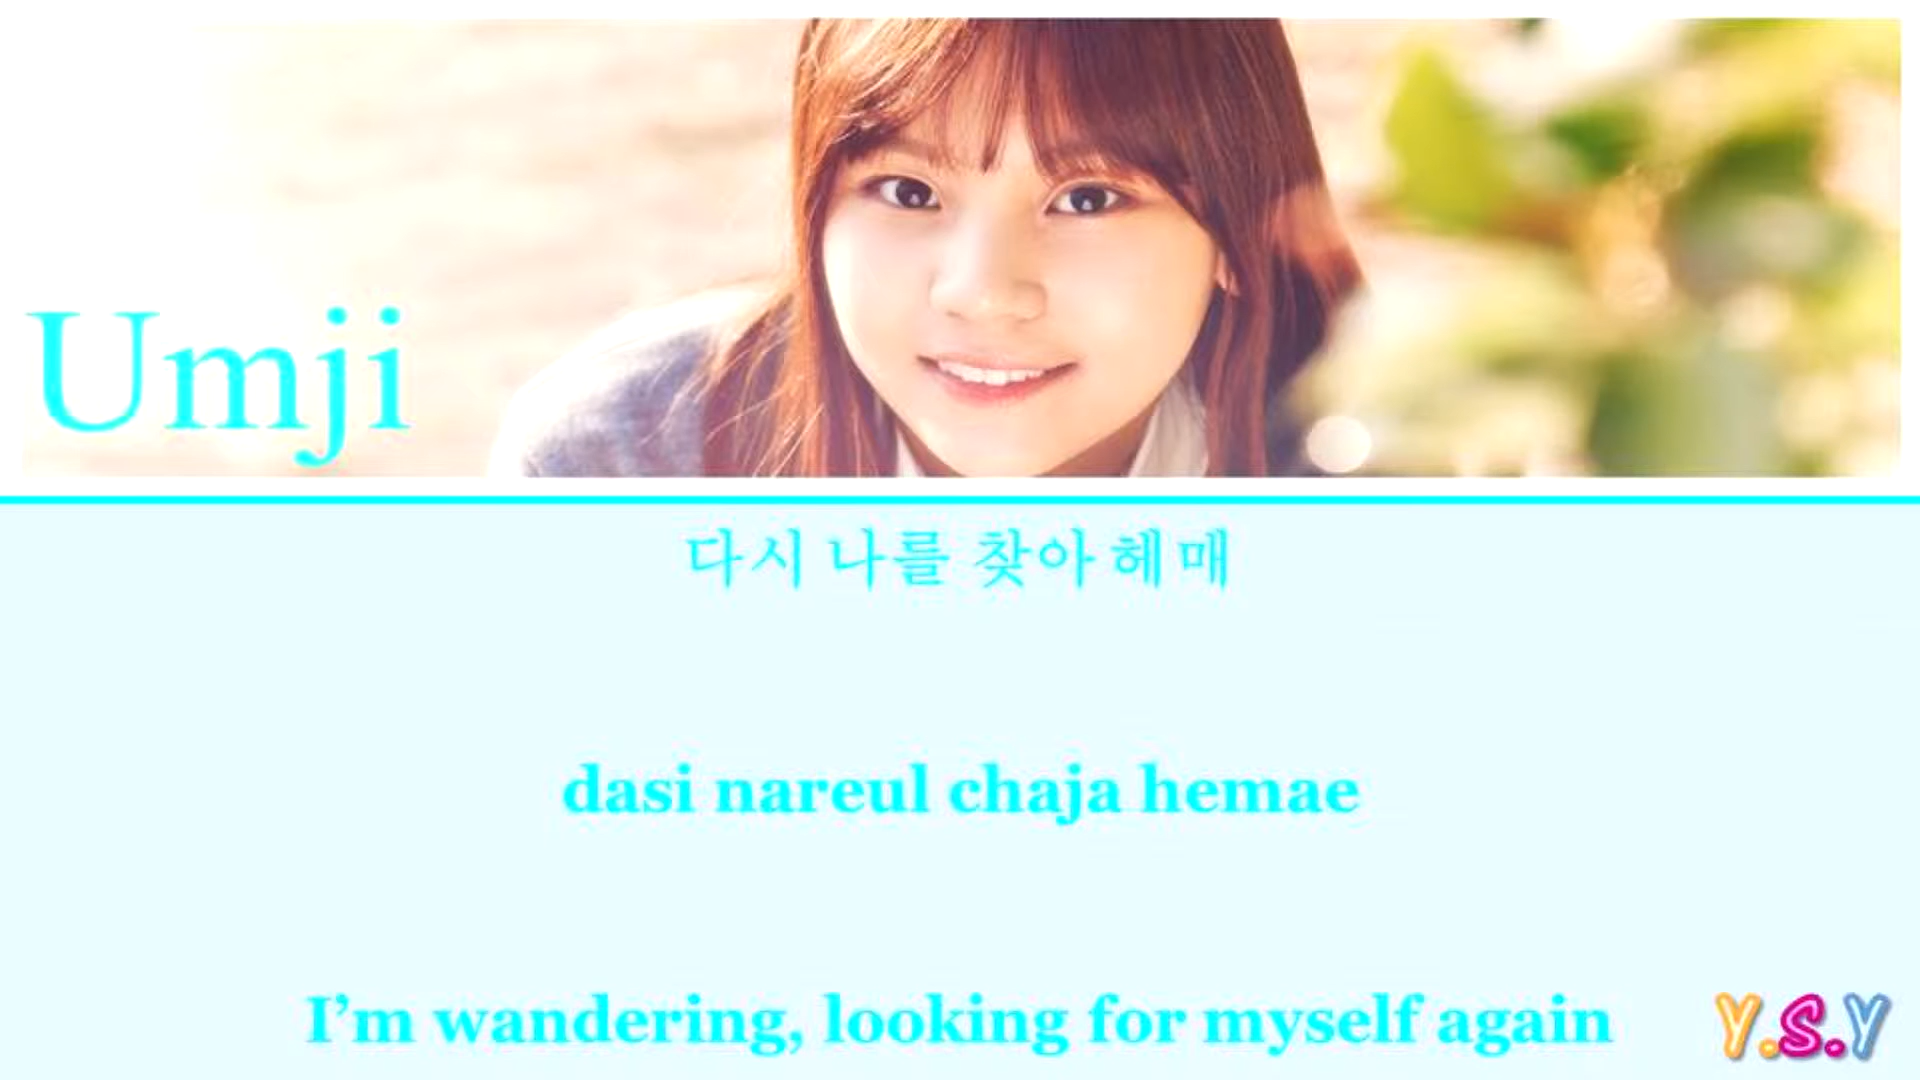 Umji
다시 나를 찾아 헤매
dasi nareul chaja hemae
I'm wandering, looking for myself again
Y.S.Y